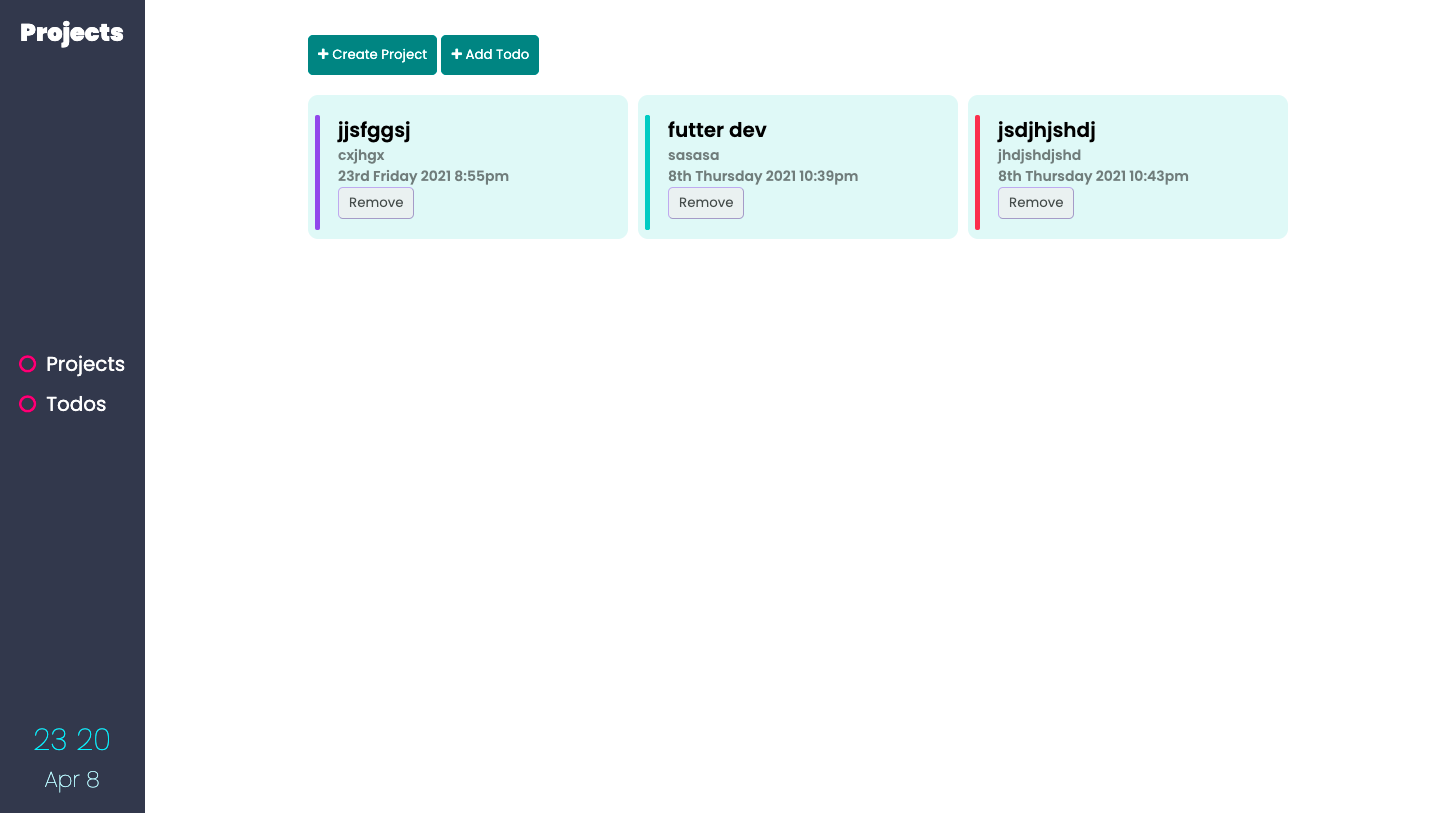 Projects
Projects
Todos
23 20
Apr 8
Create Project
Add Todo
jjsfggsj
cxjhgx
23rd Friday 2021 8:55pm
Remove
futter dev
sasasa
8th Thursday 2021 10:39pm
Remove
jsdjhjshdj
jhdjshdjshd
8th Thursday 2021 10:43pm
Remove